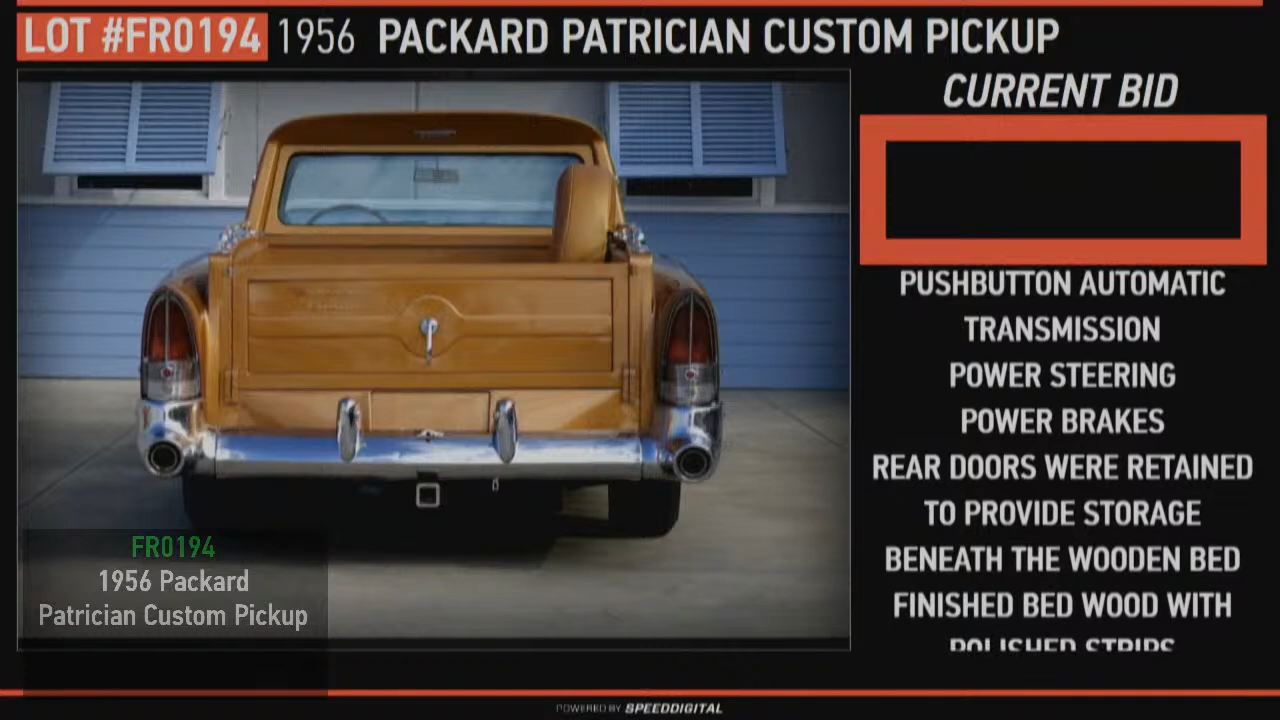 LOT #FR0194 1956 PACKARD PATRICIAN CUSTOM PICKUP
CURRENT BID
PUSHBUTTON AUTOMATIC
TRANSMISSION
POWER STEERING
POWER BRAKES
REAR DOORS WERE RETAINED
TO PROVIDE STORAGE
BENEATH THE WOODEN BED
FINISHED BED WOOD WITH
POLISHED STRIPS
FR0194
1956 Packard
Patrician Custom Pickup
POWERED BY SPEEDDIGITAL